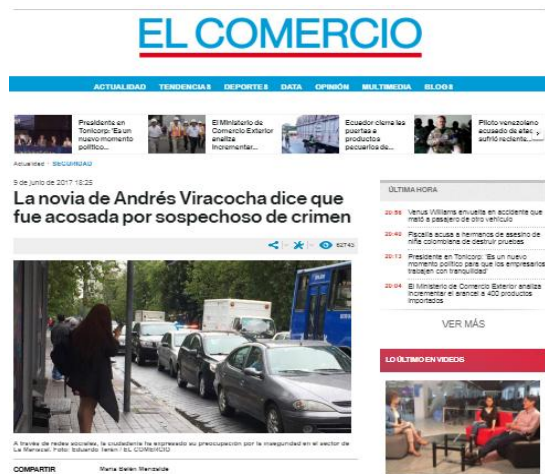 EL COMERCIO
ACTUALIDAD TENDENCIAS DEPORTES DATA OPINIÓN MULTIMEDIA BLOGS
Presidente en
Tonicorp: 'Es un
nuevo momento
político...
El Ministerio de
Comercio Exterior
analiza
incrementar...
Ecuador cierra las
puertas a
productos
pecuarios de...
Piloto venezolano
acusado de atac
sufrió reciente...
Actualidad · SEGURIDAD
9 de junio de 2017 18:25
La novia de Andrés Viracocha dice que
fue acosada por sospechoso de crimen
62743
A través de redes sociales, la ciudadanía ha expresado su preocupación por la inseguridad en el sector de
La Mariscal. Foto: Eduardo Terán / EL COMERCIO
COMPARTIR
María Belén Merizalde
ÚLTIMA HORA
Venus Williams envuelta en accidente que
mató a pasajero de otro vehículo
20:40 Fiscalía acusa a hermanos de asesino de
niña colombiana de destruir pruebas
20:13 Presidente en Tonicorp: 'Es un nuevo
momento político para que los empresarios
trabajen con tranquilidad'
20:04 El Ministerio de Comercio Exterior analiza
incrementar el arancel a 400 productos
importados
VER MÁS
LO ÚLTIMO EN VIDEOS